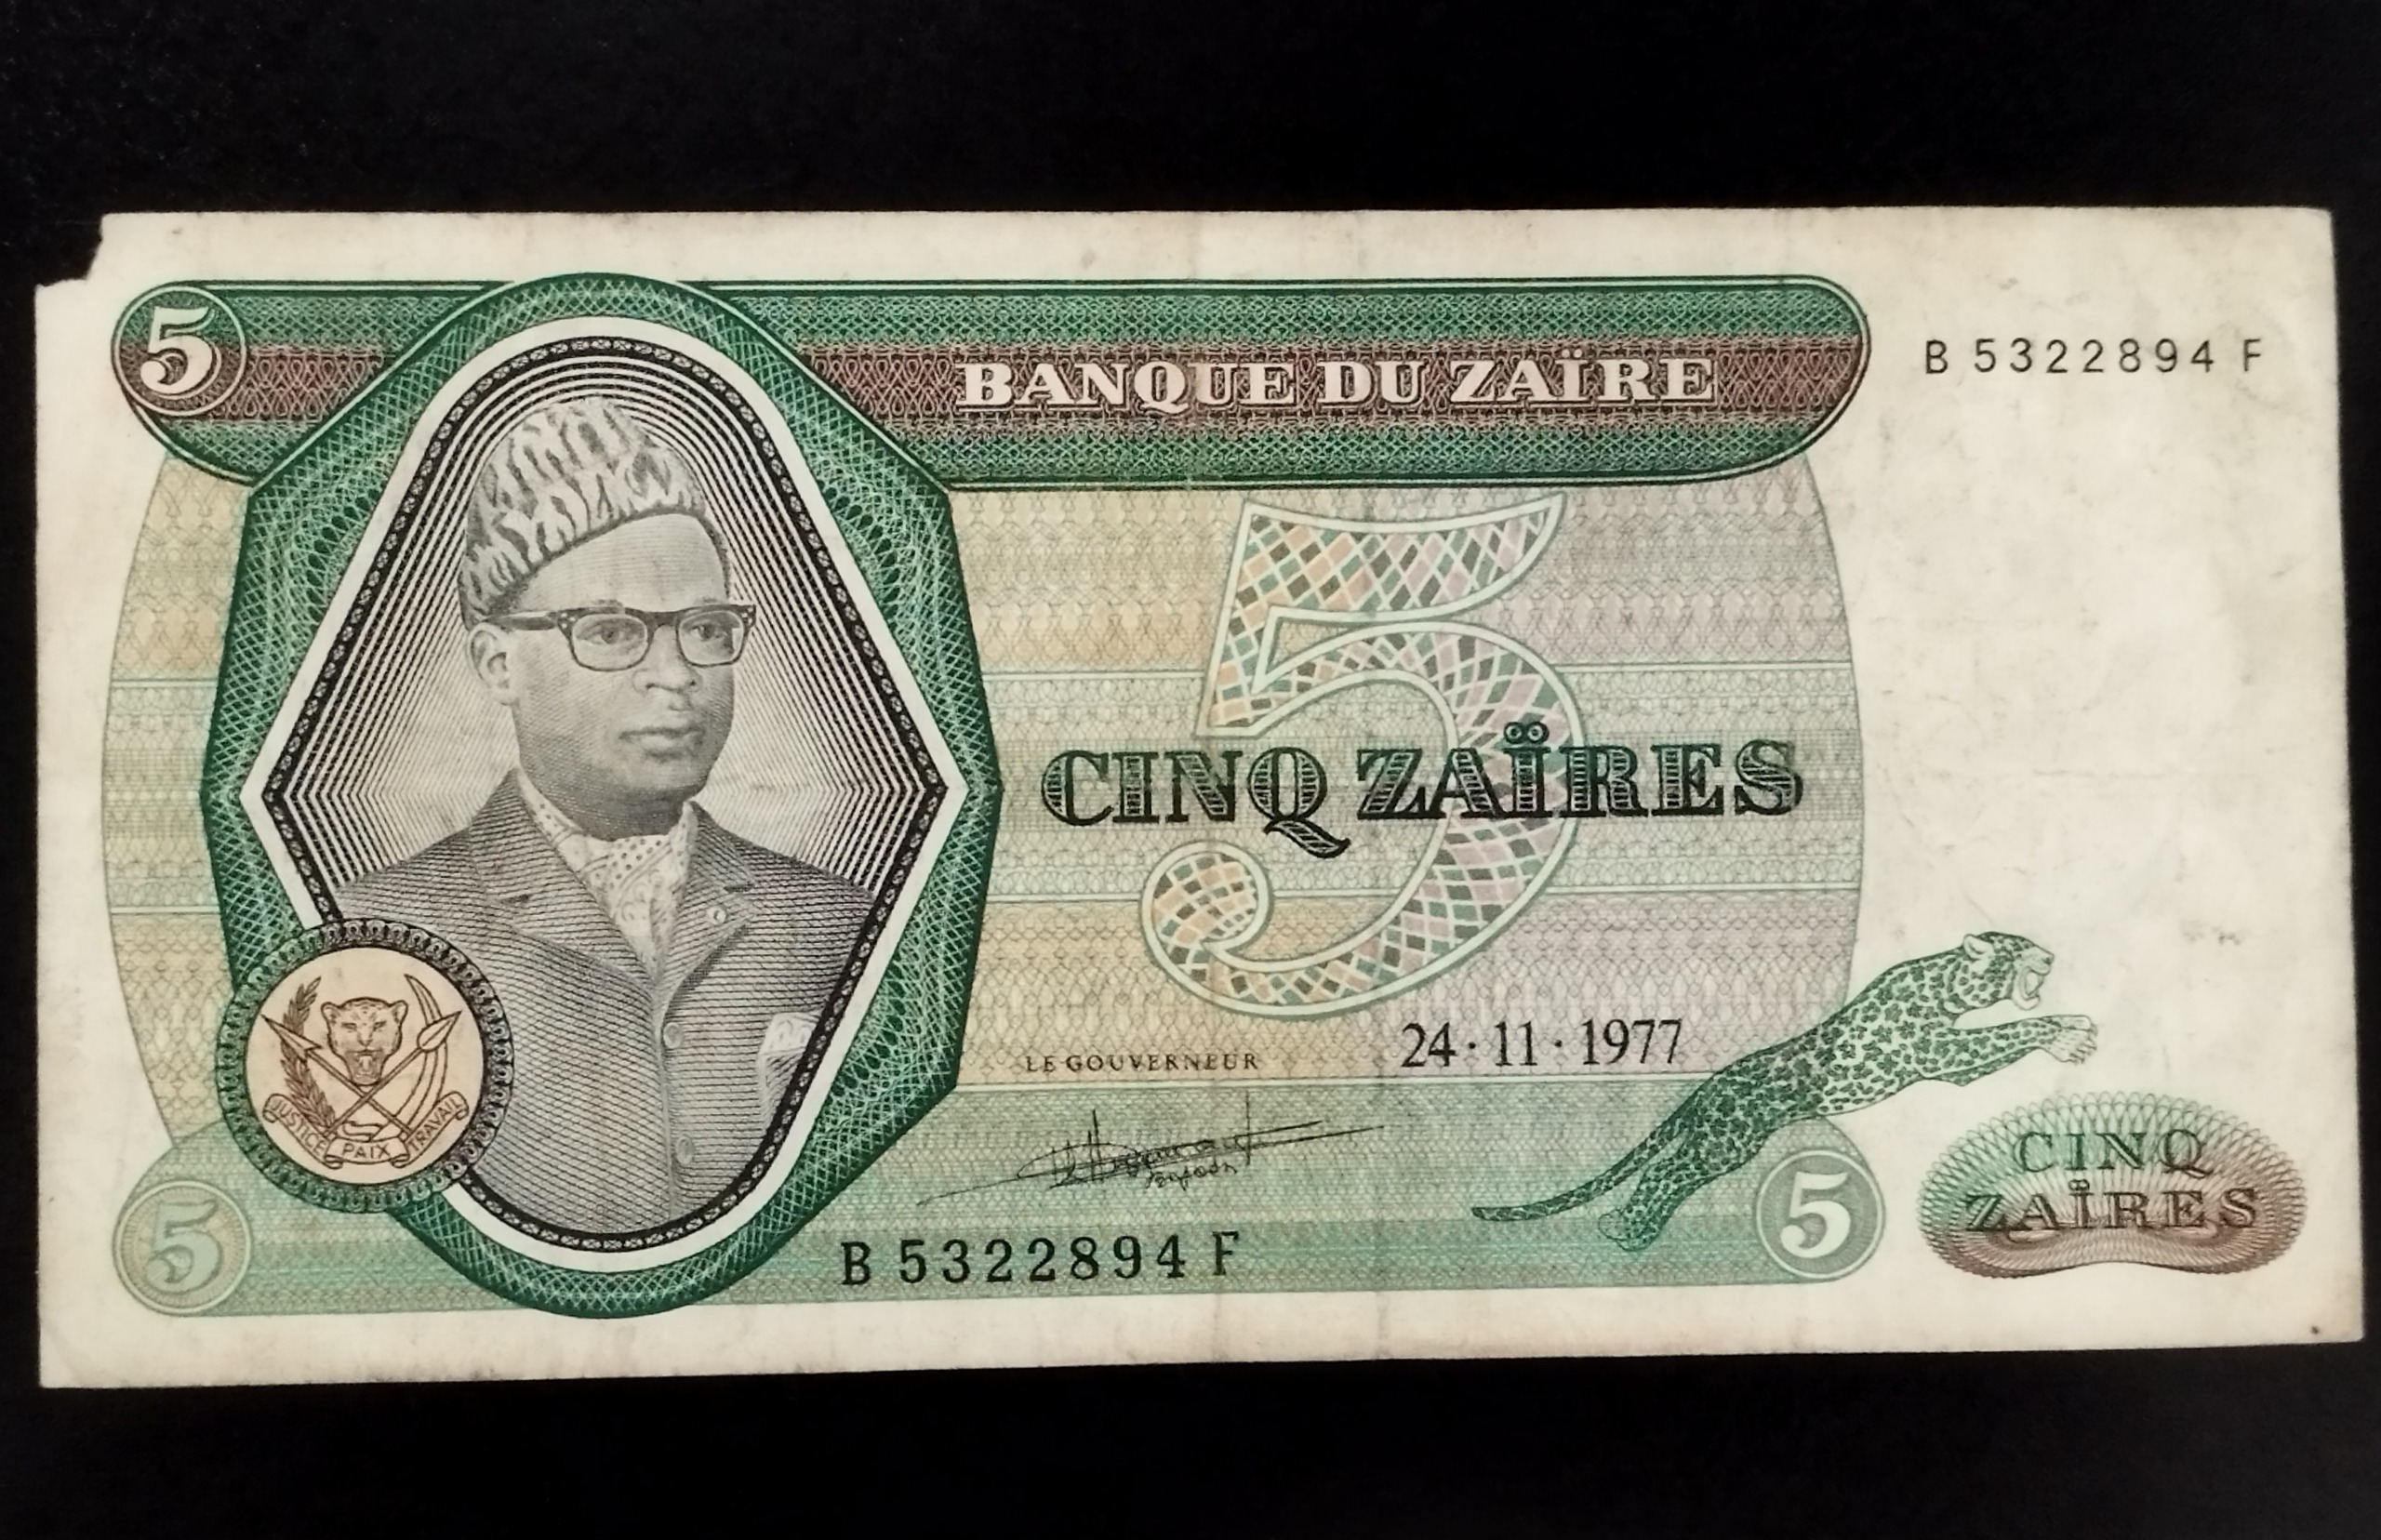 5
BANQUE DU ZAÏRE
B 5322894 F
5
CINQ ZAÏRES
LE GOUVERNEUR
24·11·1977
JUSTICE PAIX TRAVAIL
5
B 5322894 F
5
CINQ
ZAÏRES